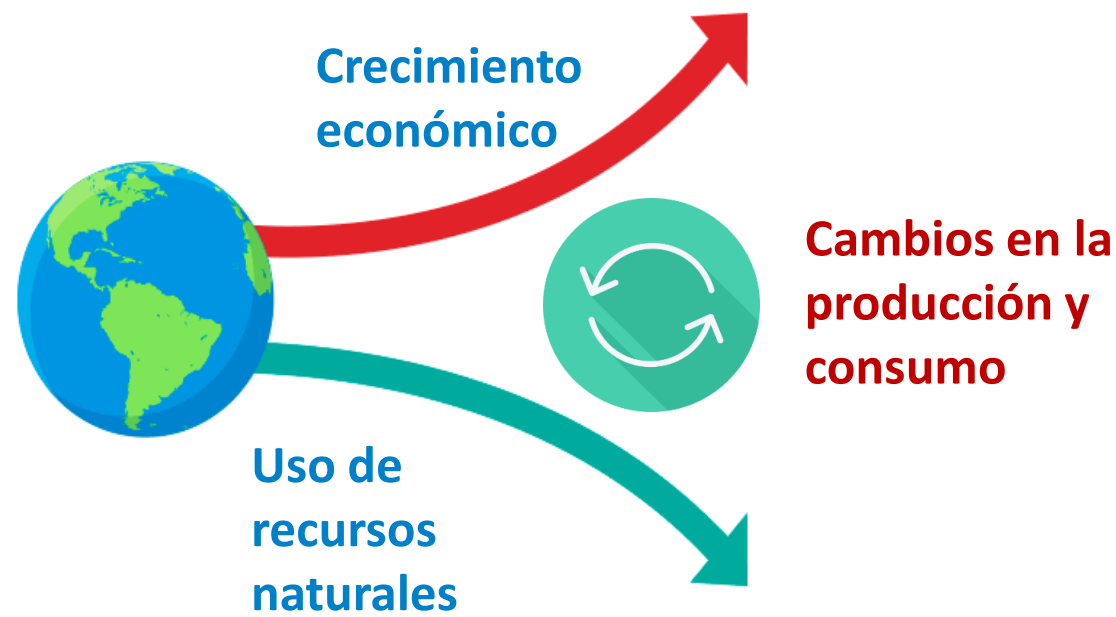 Crecimiento
económico
Cambios en la
producción y
consumo
Uso de
recursos
naturales